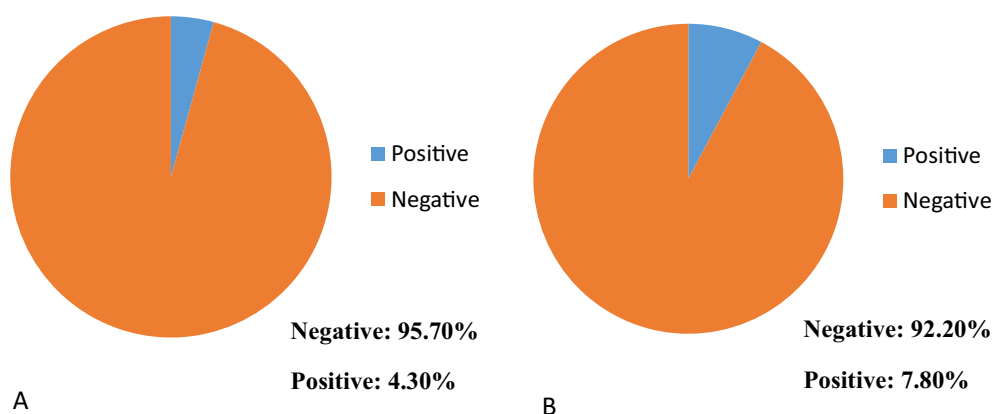 Positive
Negative
Negative: 95.70%
Positive: 4.30%
A
Positive
Negative
Negative: 92.20%
Positive: 7.80%
B